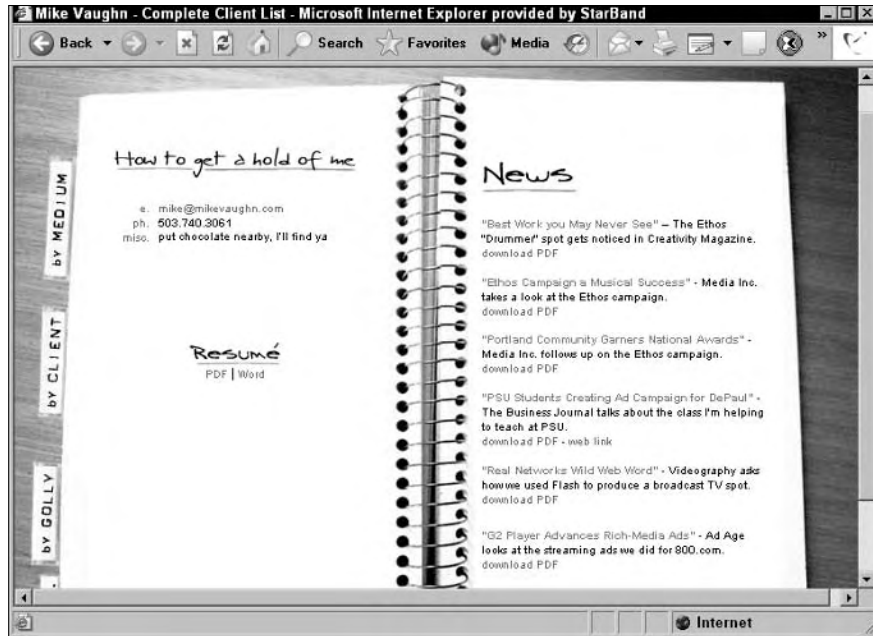 Mike Vaughn - Complete Client List - Microsoft Internet Explorer provided by StarBand
Back Search Favorites Media »
by MEDIUM
by CLIENT
by GOLLY
How to get a hold of me
e. mike@mikevaughn.com
ph. 503.740.3061
misc. put chocolate nearby, I'll find ya
Resumé
PDF | Word
News
"Best Work you May Never See" – The Ethos
"Drummer" spot gets noticed in Creativity Magazine.
download PDF
"Ethos Campaign a Musical Success" - Media Inc.
takes a look at the Ethos campaign.
download PDF
"Portland Community Garners National Awards" -
Media Inc. follows up on the Ethos campaign.
download PDF
"PSU Students Creating Ad Campaign for DePaul" -
The Business Journal talks about the class I'm helping
to teach at PSU.
download PDF - web link
"Real Networks Wild Web Word" - Videography asks
how we used Flash to produce a broadcast TV spot.
download PDF
"G2 Player Advances Rich-Media Ads" - Ad Age
looks at the streaming ads we did for 800.com.
download PDF
Internet